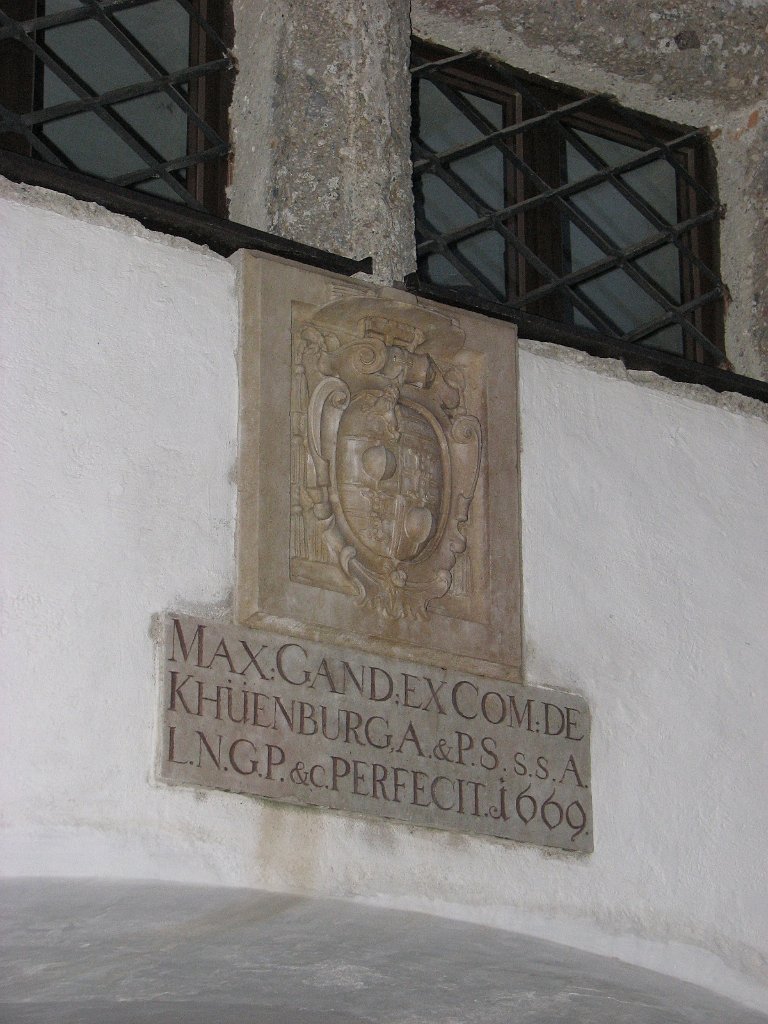 MAX:GAND:EX COM:DE
KHÜENBURG,A.&P.S. S.S.A.
L.N.G.P.&C.PERFECIT.1669.